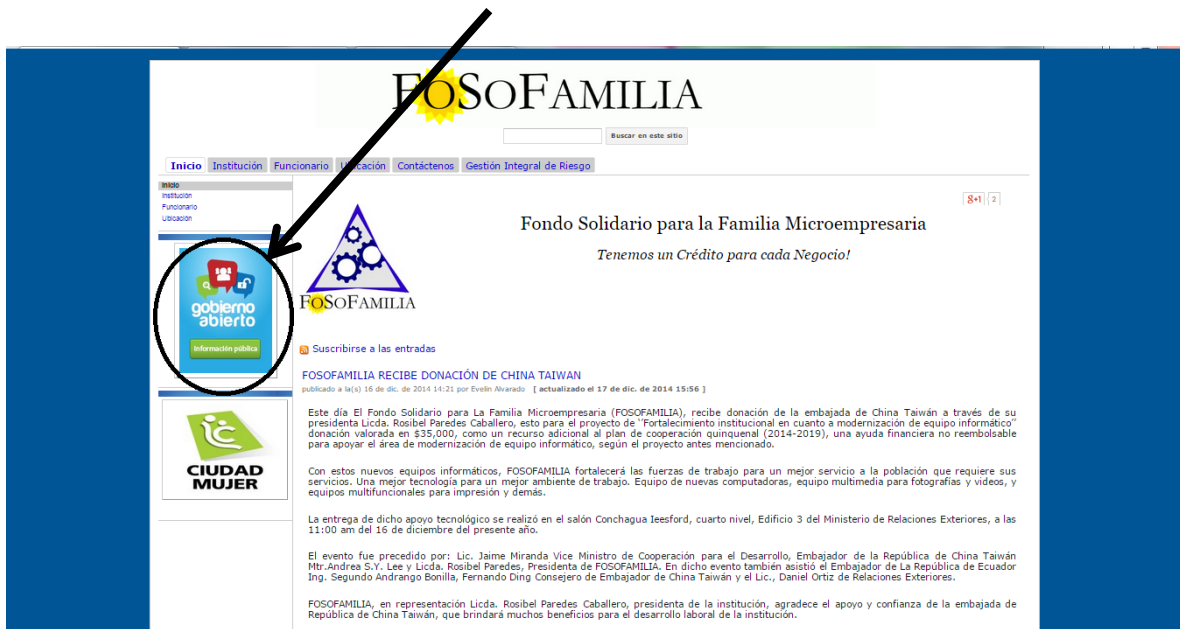 FOSOFAMILIA
Buscar en este sitio
Inicio Institución Funcionario Ubicación Contáctenos Gestión Integral de Riesgo
Inicio
Institución
Funcionario
Ubicación
g+1 2
Fondo Solidario para la Familia Microempresaria
Tenemos un Crédito para cada Negocio!
FOSOFAMILIA
gobierno
abierto
Información pública
CIUDAD
MUJER
Suscribirse a las entradas
FOSOFAMILIA RECIBE DONACIÓN DE CHINA TAIWAN
publicado a la(s) 16 de dic. de 2014 14:21 por Evelin Alvarado [ actualizado el 17 de dic. de 2014 15:56 ]
Este día El Fondo Solidario para La Familia Microempresaria (FOSOFAMILIA), recibe donación de la embajada de China Taiwán a través de su
presidenta Licda. Rosibel Paredes Caballero, esto para el proyecto de ‘‘Fortalecimiento institucional en cuanto a modernización de equipo informático’’
donación valorada en $35,000, como un recurso adicional al plan de cooperación quinquenal (2014-2019), una ayuda financiera no reembolsable
para apoyar el área de modernización de equipo informático, según el proyecto antes mencionado.
Con estos nuevos equipos informáticos, FOSOFAMILIA fortalecerá las fuerzas de trabajo para un mejor servicio a la población que requiere sus
servicios. Una mejor tecnología para un mejor ambiente de trabajo. Equipo de nuevas computadoras, equipo multimedia para fotografías y videos, y
equipos multifuncionales para impresión y demás.
La entrega de dicho apoyo tecnológico se realizó en el salón Conchagua Ieesford, cuarto nivel, Edificio 3 del Ministerio de Relaciones Exteriores, a las
11:00 am del 16 de diciembre del presente año.
El evento fue precedido por: Lic. Jaime Miranda Vice Ministro de Cooperación para el Desarrollo, Embajador de la República de China Taiwán
Mtr.Andrea S.Y. Lee y Licda. Rosibel Paredes, Presidenta de FOSOFAMILIA. En dicho evento también asistió el Embajador de La República de Ecuador
Ing. Segundo Andrango Bonilla, Fernando Ding Consejero de Embajador de China Taiwán y el Lic., Daniel Ortiz de Relaciones Exteriores.
FOSOFAMILIA, en representación Licda. Rosibel Paredes Caballero, presidenta de la institución, agradece el apoyo y confianza de la embajada de
República de China Taiwán, que brindará muchos beneficios para el desarrollo laboral de la institución.